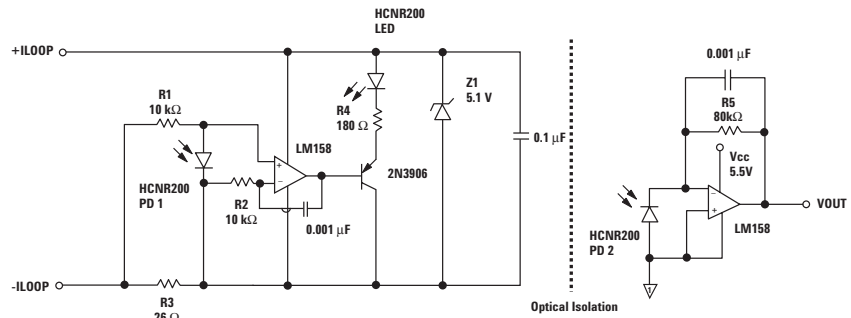 HCNR200
LED
+ILOOP
R1
10 kΩ
R4
180 Ω
Z1
5.1 V
0.1 µF
LM158
+
−
2N3906
HCNR200
PD 1
R2
10 kΩ
0.001 µF
-ILOOP
R3
26 Ω
Optical Isolation
0.001 µF
R5
80kΩ
Vcc
5.5V
−
+
VOUT
LM158
HCNR200
PD 2
1